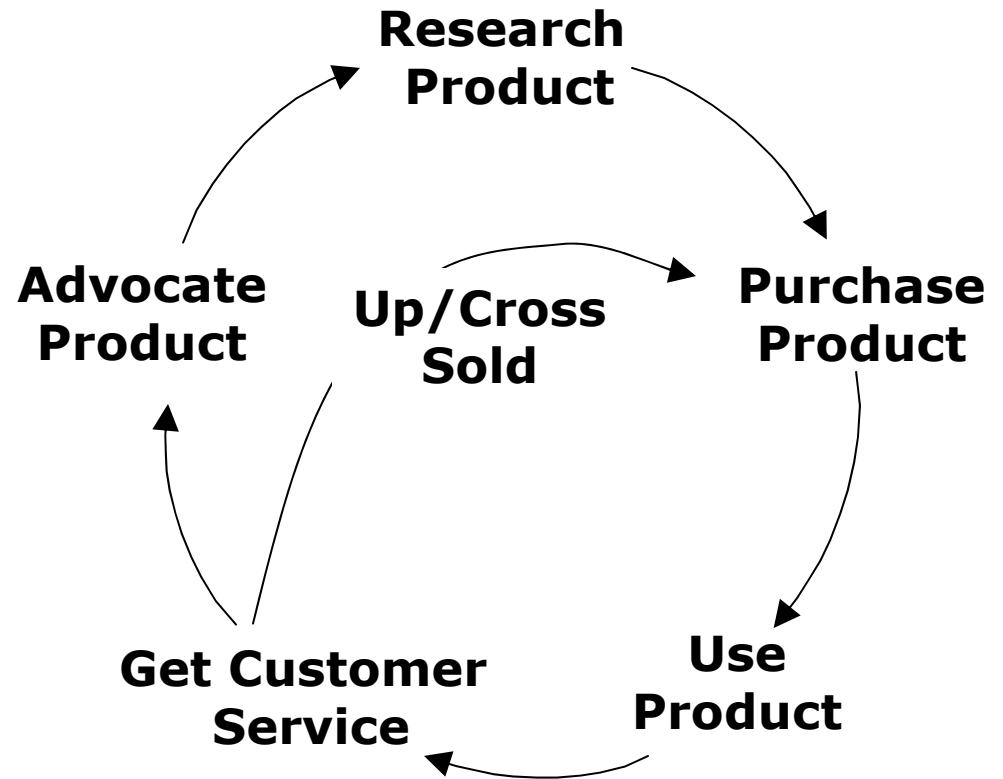 Research
Product
Advocate
Product
Up/Cross
Sold
Purchase
Product
Get Customer
Service
Use
Product